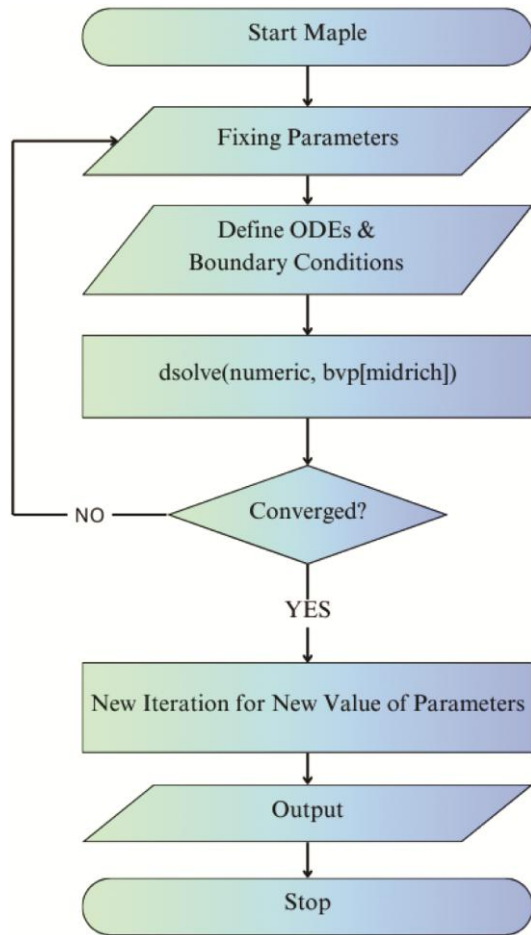 Start Maple
Fixing Parameters
Define ODEs &
Boundary Conditions
dsolve(numeric, bvp[midrich])
Converged?
NO
YES
New Iteration for New Value of Parameters
Output
Stop